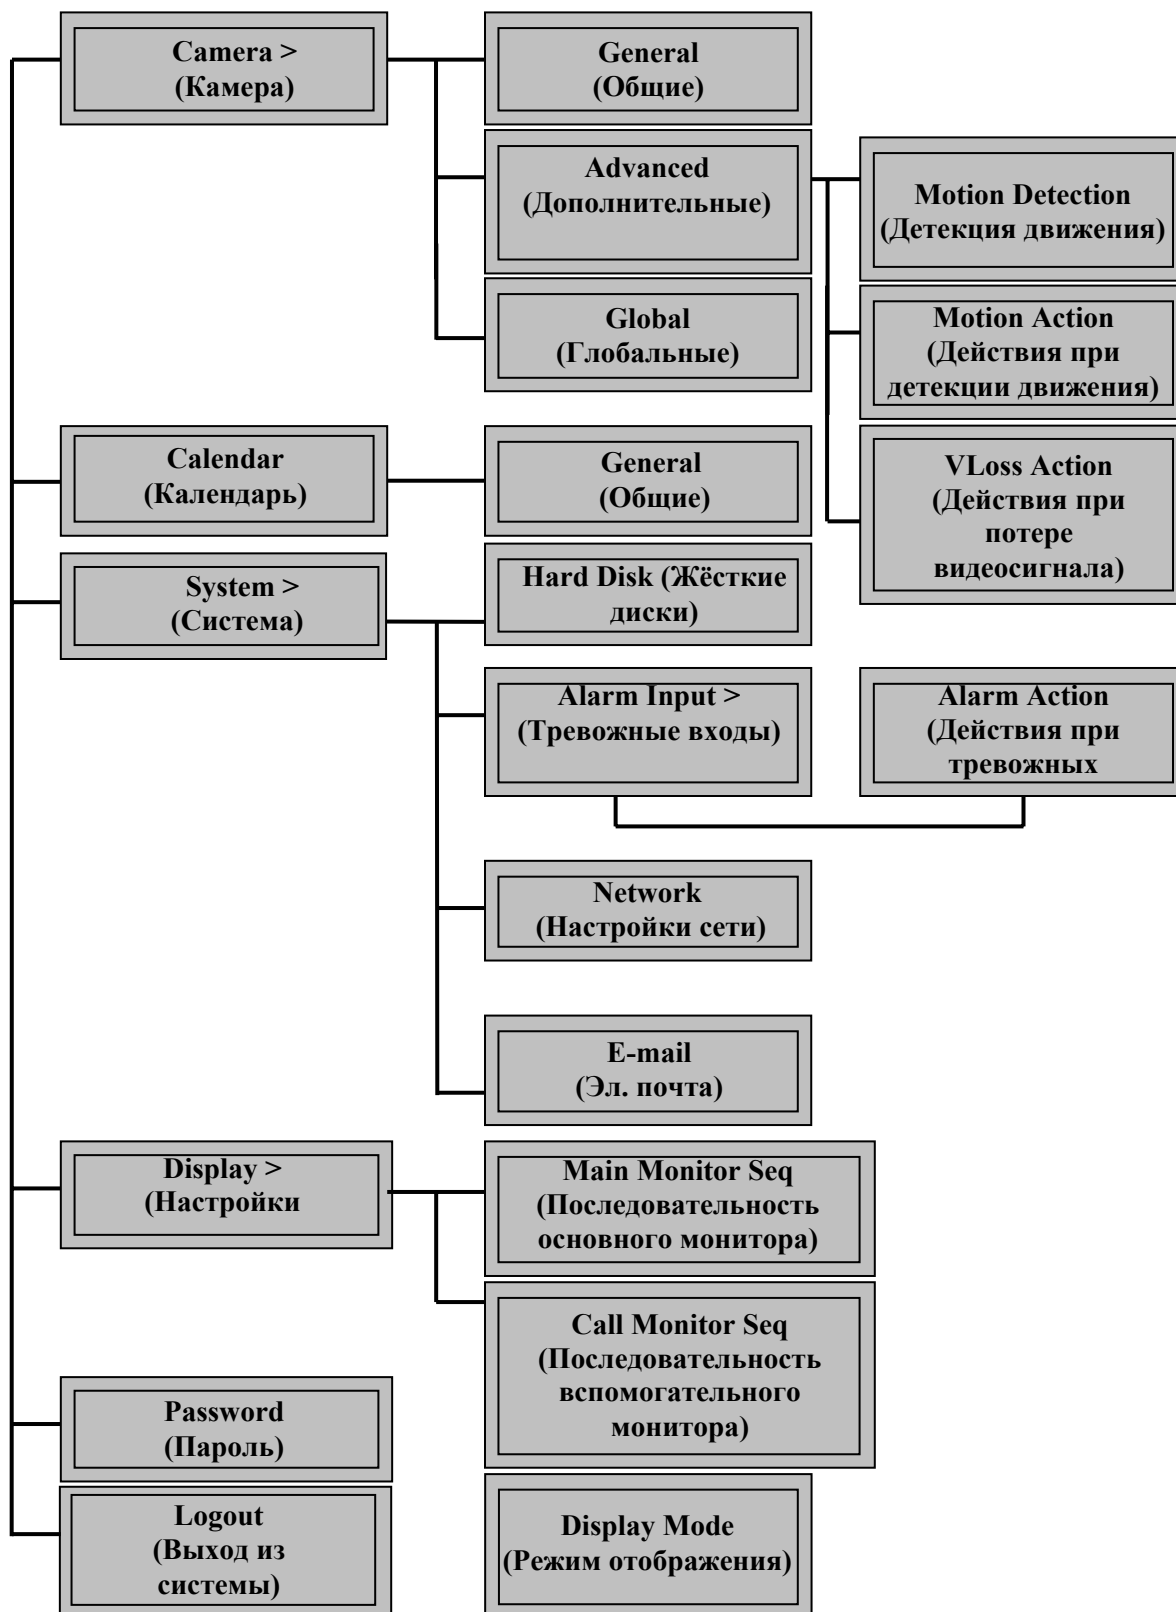 Camera >
(Камера)
General
(Общие)
Advanced
(Дополнительные)
Motion Detection
(Детекция движения)
Global
(Глобальные)
Motion Action
(Действия при
детекции движения)
Calendar
(Календарь)
General
(Общие)
VLoss Action
(Действия при
потере
видеосигнала)
System >
(Система)
Hard Disk (Жёсткие
диски)
Alarm Input >
(Тревожные входы)
Alarm Action
(Действия при
тревожных
Network
(Настройки сети)
E-mail
(Эл. почта)
Display >
(Настройки
Main Monitor Seq
(Последовательность
основного монитора)
Call Monitor Seq
(Последовательность
вспомогательного
монитора)
Password
(Пароль)
Logout
(Выход из
системы)
Display Mode
(Режим отображения)